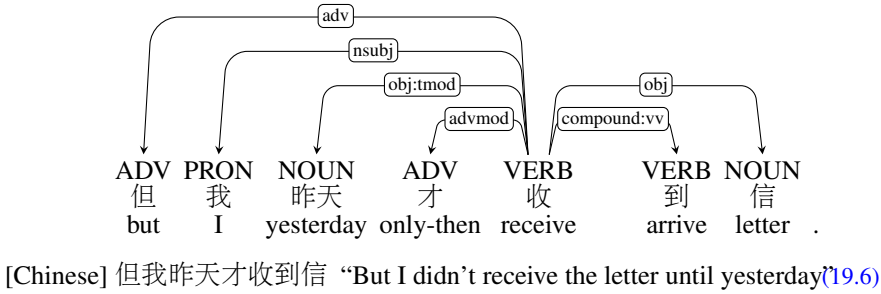 adv
nsubj
obj:tmod obj
advmod compound:vv
ADV PRON NOUN ADV VERB VERB NOUN
但 我 昨天 才 收 到 信
but I yesterday only-then receive arrive letter .
[Chinese] 但我昨天才收到信 “But I didn’t receive the letter until yesterday”(19.6)